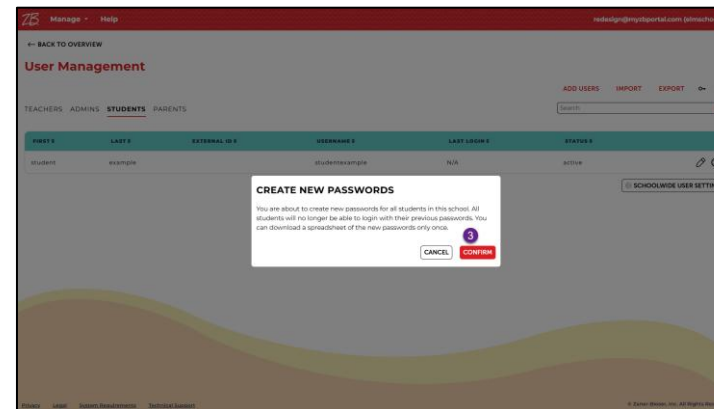 ZB Manage Help redesign@myzbportal.com (almscho
← BACK TO OVERVIEW
User Management
ADD USERS IMPORT EXPORT
TEACHERS ADMINS STUDENTS PARENTS Search
FIRST LAST EXTERNAL ID USERNAME LAST LOGIN STATUS
student example studentexample N/A active
SCHOOLWIDE USER SETTIN
CREATE NEW PASSWORDS
You are about to create new passwords for all students in this school. All
students will no longer be able to login with their previous passwords. You
can download a spreadsheet of the new passwords only once.
3
CANCEL CONFIRM
Privacy Legal System Requirements Technical Support © Zaner-Bloser, Inc. All Rights Res